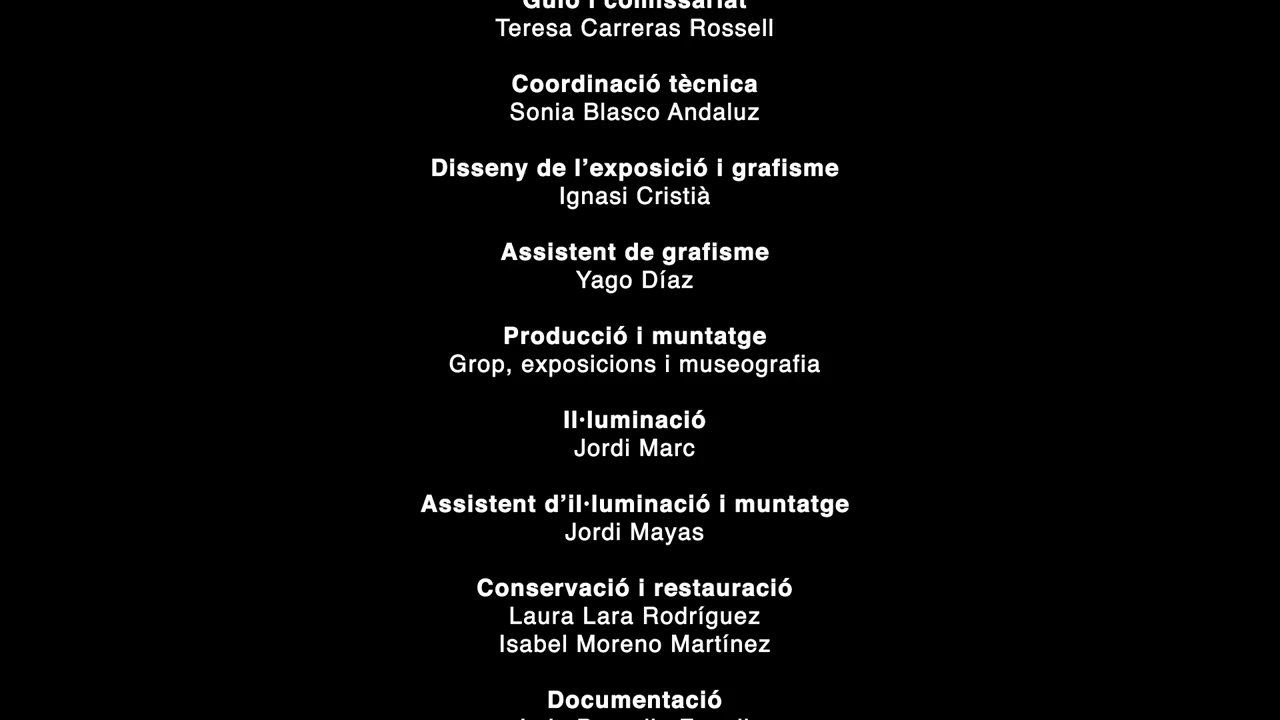 Guió i comissariat
Teresa Carreras Rossell
Coordinació tècnica
Sonia Blasco Andaluz
Disseny de l’exposició i grafisme
Ignasi Cristià
Assistent de grafisme
Yago Díaz
Producció i muntatge
Grop, exposicions i museografia
Il·luminació
Jordi Marc
Assistent d’il·luminació i muntatge
Jordi Mayas
Conservació i restauració
Laura Lara Rodríguez
Isabel Moreno Martínez
Documentació